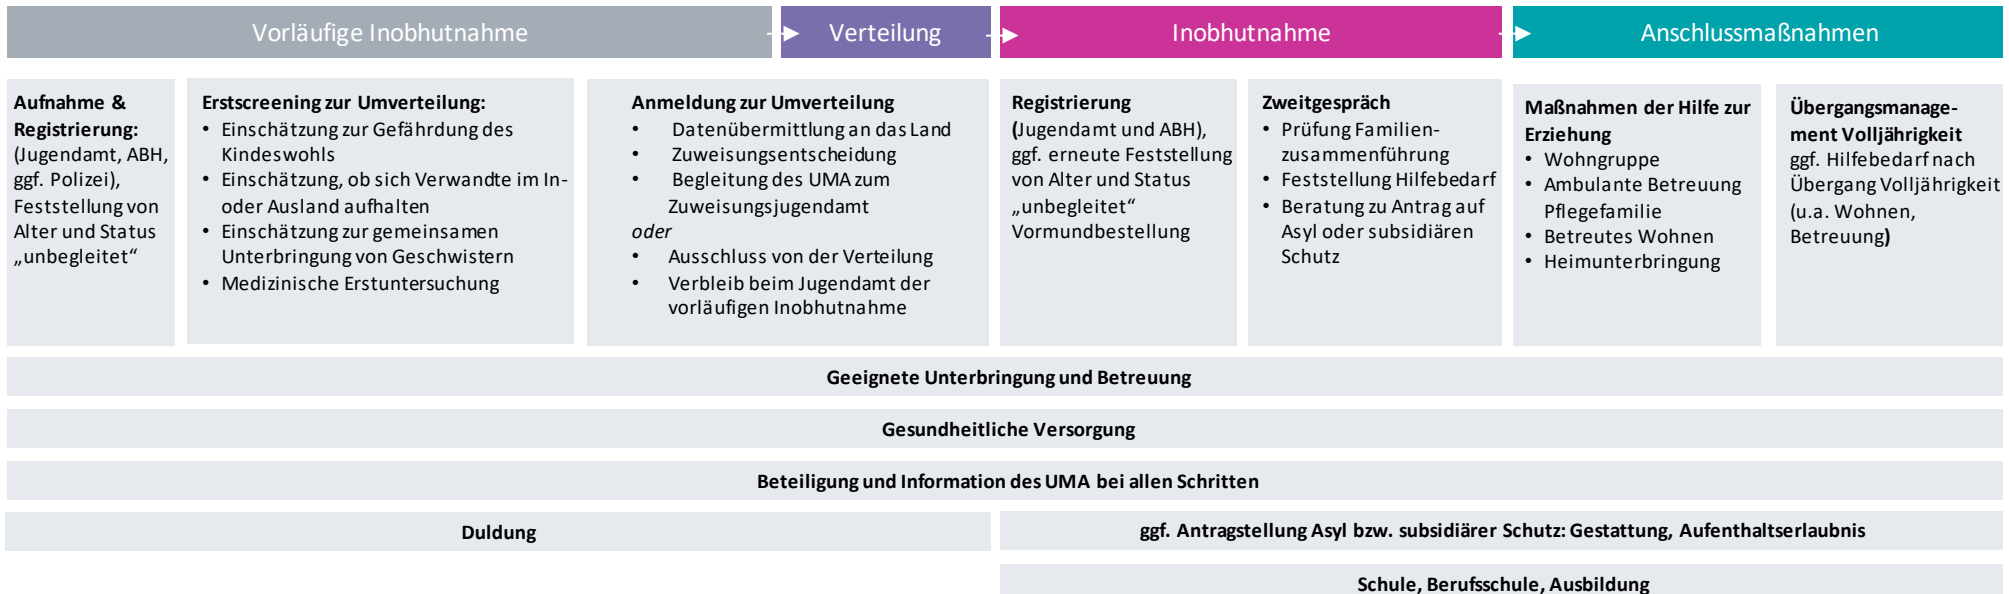 Vorläufige Inobhutnahme
Verteilung
Inobhutnahme
Anschlussmaßnahmen
Aufnahme &
Registrierung:
(Jugendamt, ABH,
ggf. Polizei),
Feststellung von
Alter und Status
„unbegleitet“
Erstscreening zur Umverteilung:
• Einschätzung zur Gefährdung des
Kindeswohls
• Einschätzung, ob sich Verwandte im In-
oder Ausland aufhalten
• Einschätzung zur gemeinsamen
Unterbringung von Geschwistern
• Medizinische Erstuntersuchung
Anmeldung zur Umverteilung
• Datenübermittlung an das Land
• Zuweisungsentscheidung
• Begleitung des UMA zum
Zuweisungsjugendamt
oder
• Ausschluss von der Verteilung
• Verbleib beim Jugendamt der
vorläufigen Inobhutnahme
Registrierung
(Jugendamt und ABH),
ggf. erneute Feststellung
von Alter und Status
„unbegleitet“
Vormundbestellung
Zweitgespräch
• Prüfung Familien-
zusammenführung
• Feststellung Hilfebedarf
• Beratung zu Antrag auf
Asyl oder subsidiären
Schutz
Maßnahmen der Hilfe zur
Erziehung
• Wohngruppe
• Ambulante Betreuung
Pflegefamilie
• Betreutes Wohnen
• Heimunterbringung
Übergangsmanage-
ment Volljährigkeit
ggf. Hilfebedarf nach
Übergang Volljährigkeit
(u.a. Wohnen,
Betreuung)
Geeignete Unterbringung und Betreuung
Gesundheitliche Versorgung
Beteiligung und Information des UMA bei allen Schritten
Duldung
ggf. Antragstellung Asyl bzw. subsidiärer Schutz: Gestattung, Aufenthaltserlaubnis
Schule, Berufsschule, Ausbildung